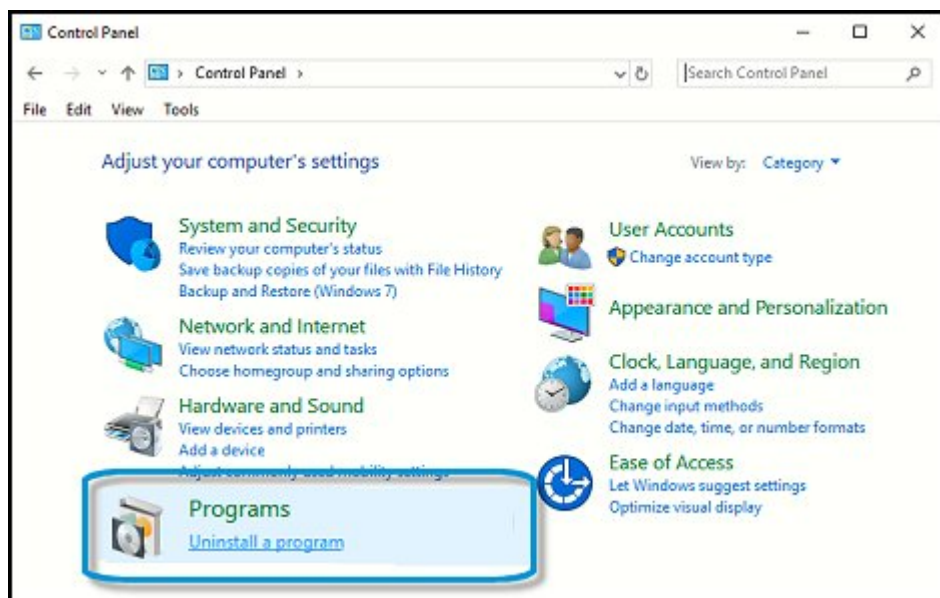 Control Panel
Control Panel
Search Control Panel
File Edit View Tools
Adjust your computer's settings
View by: Category
System and Security
Review your computer's status
Save backup copies of your files with File History
Backup and Restore (Windows 7)
Network and Internet
View network status and tasks
Choose homegroup and sharing options
Hardware and Sound
View devices and printers
Add a device
Adjust commonly used mobility settings
Programs
Uninstall a program
User Accounts
Change account type
Appearance and Personalization
Clock, Language, and Region
Add a language
Change input methods
Change date, time, or number formats
Ease of Access
Let Windows suggest settings
Optimize visual display